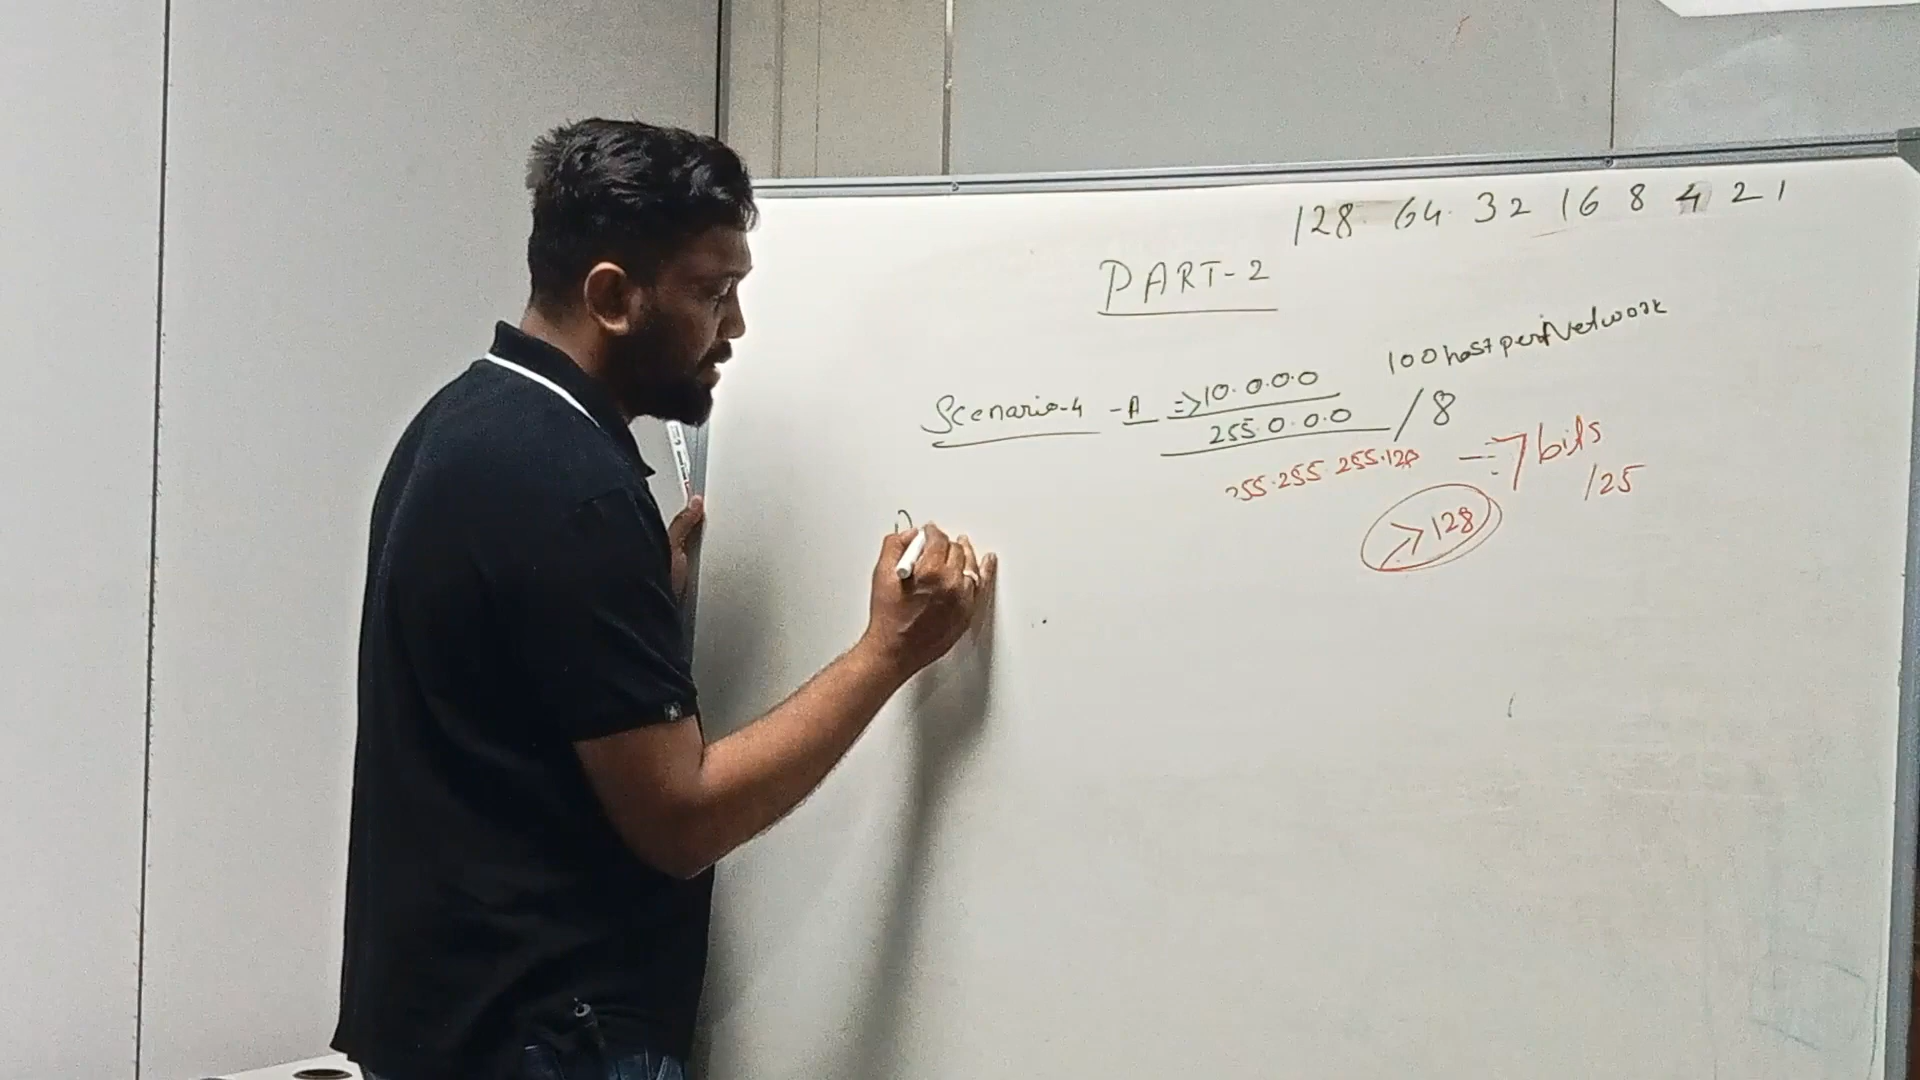 128 64 32 16 8 4 2 1
PART-2
100 host per Network
Scenario-4 -A => 10.0.0.0
255.0.0.0 /8
255.255.255.128 => 7 bits
/25
> 128